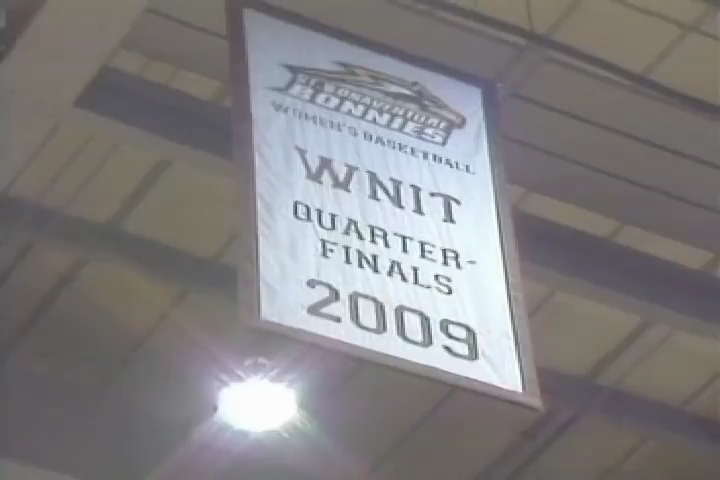 ST. BONAVENTURE
BONNIES
WOMEN'S BASKETBALL
WNIT
QUARTER-
FINALS
2009